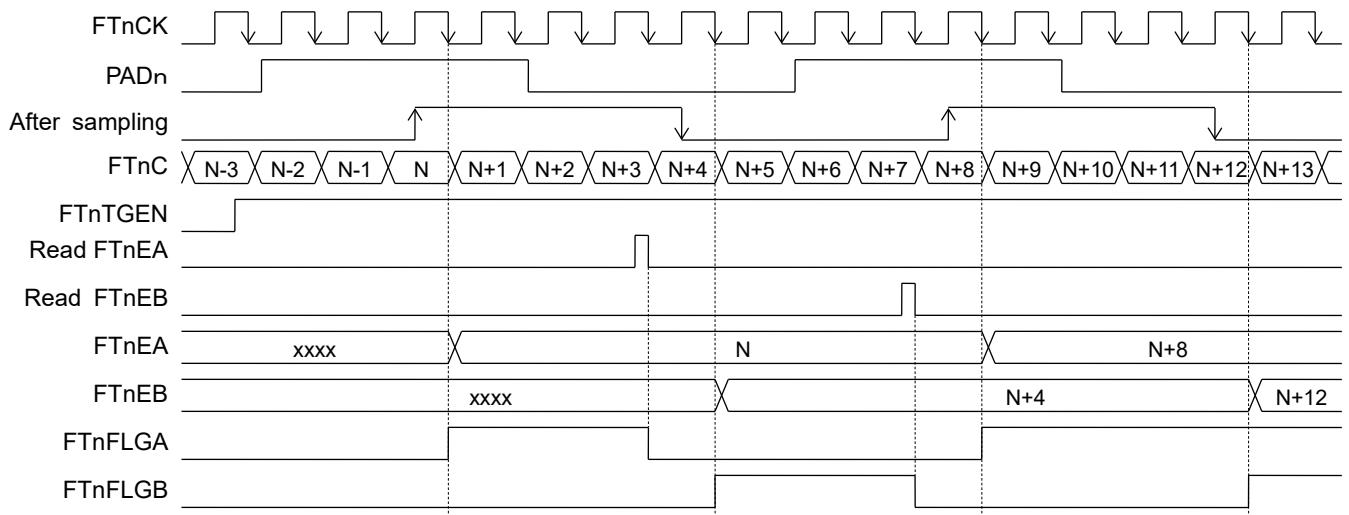 FTnCK
PADn
After sampling
FTnC N-3 N-2 N-1 N N+1 N+2 N+3 N+4 N+5 N+6 N+7 N+8 N+9 N+10 N+11 N+12 N+13
FTnTGEN
Read FTnEA
Read FTnEB
FTnEA xxxx N N+8
FTnEB xxxx N+4 N+12
FTnFLGA
FTnFLGB